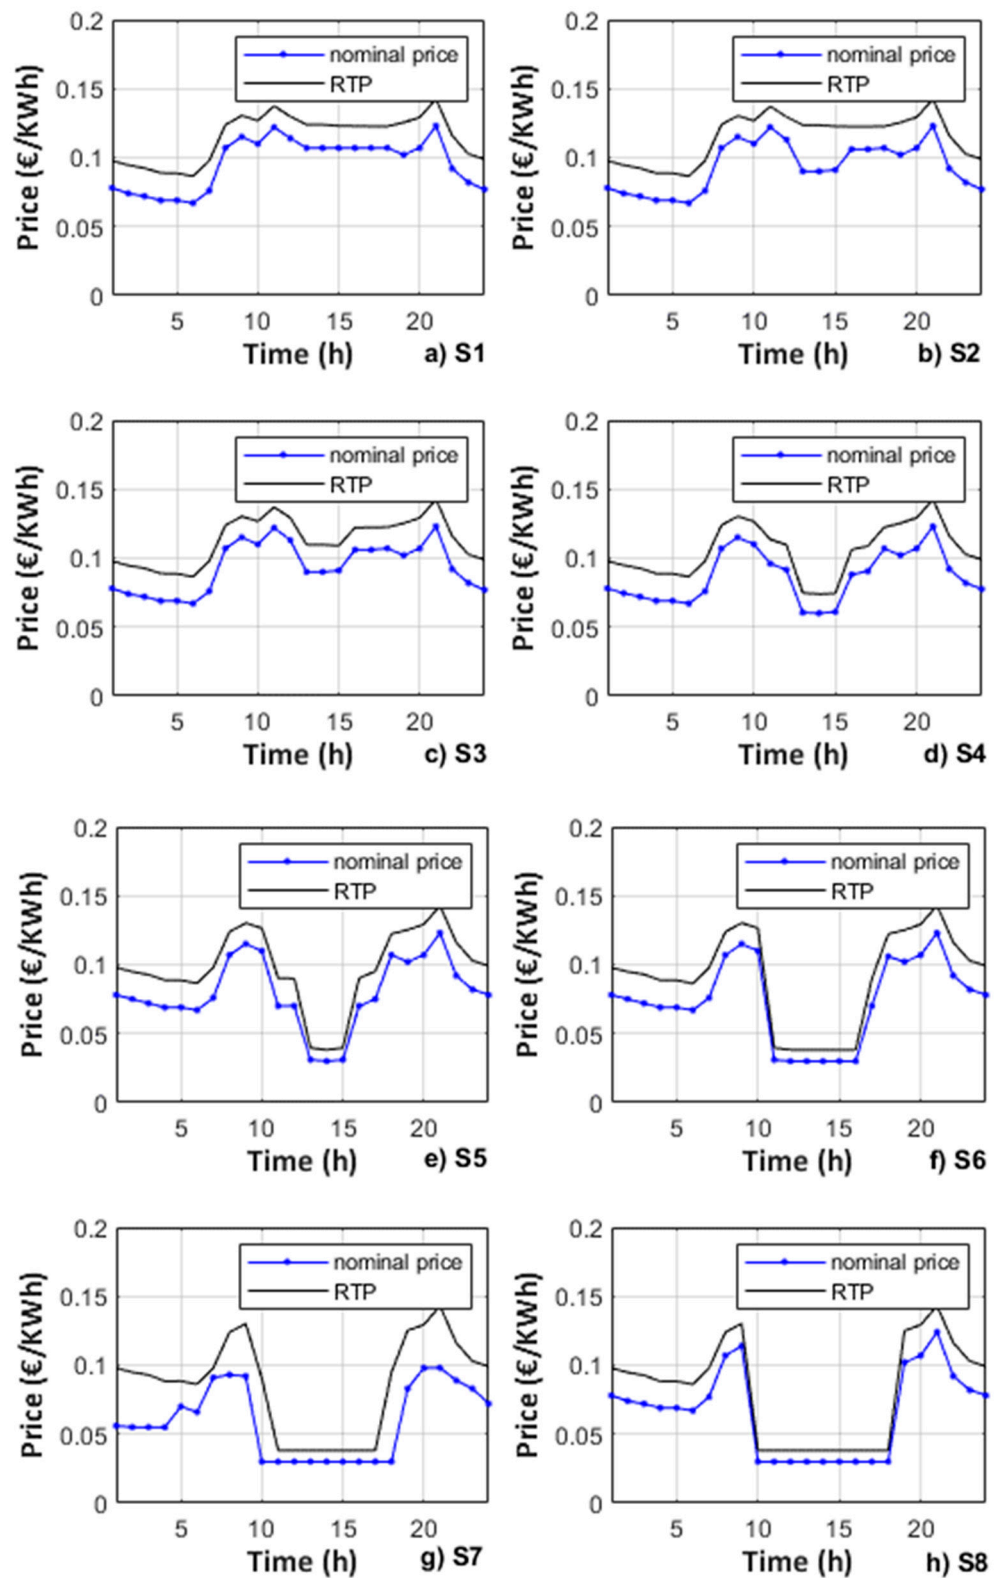 0.2
0.15
0.1
0.05
0
Price (€/KWh)
nominal price
RTP
5 10 15 20
Time (h)
a) S1
0.2
0.15
0.1
0.05
0
Price (€/KWh)
nominal price
RTP
5 10 15 20
Time (h)
b) S2
0.2
0.15
0.1
0.05
0
Price (€/KWh)
nominal price
RTP
5 10 15 20
Time (h)
c) S3
0.2
0.15
0.1
0.05
0
Price (€/KWh)
nominal price
RTP
5 10 15 20
Time (h)
d) S4
0.2
0.15
0.1
0.05
0
Price (€/KWh)
nominal price
RTP
5 10 15 20
Time (h)
e) S5
0.2
0.15
0.1
0.05
0
Price (€/KWh)
nominal price
RTP
5 10 15 20
Time (h)
f) S6
0.2
0.15
0.1
0.05
0
Price (€/KWh)
nominal price
RTP
5 10 15 20
Time (h)
g) S7
0.2
0.15
0.1
0.05
0
Price (€/KWh)
nominal price
RTP
5 10 15 20
Time (h)
h) S8